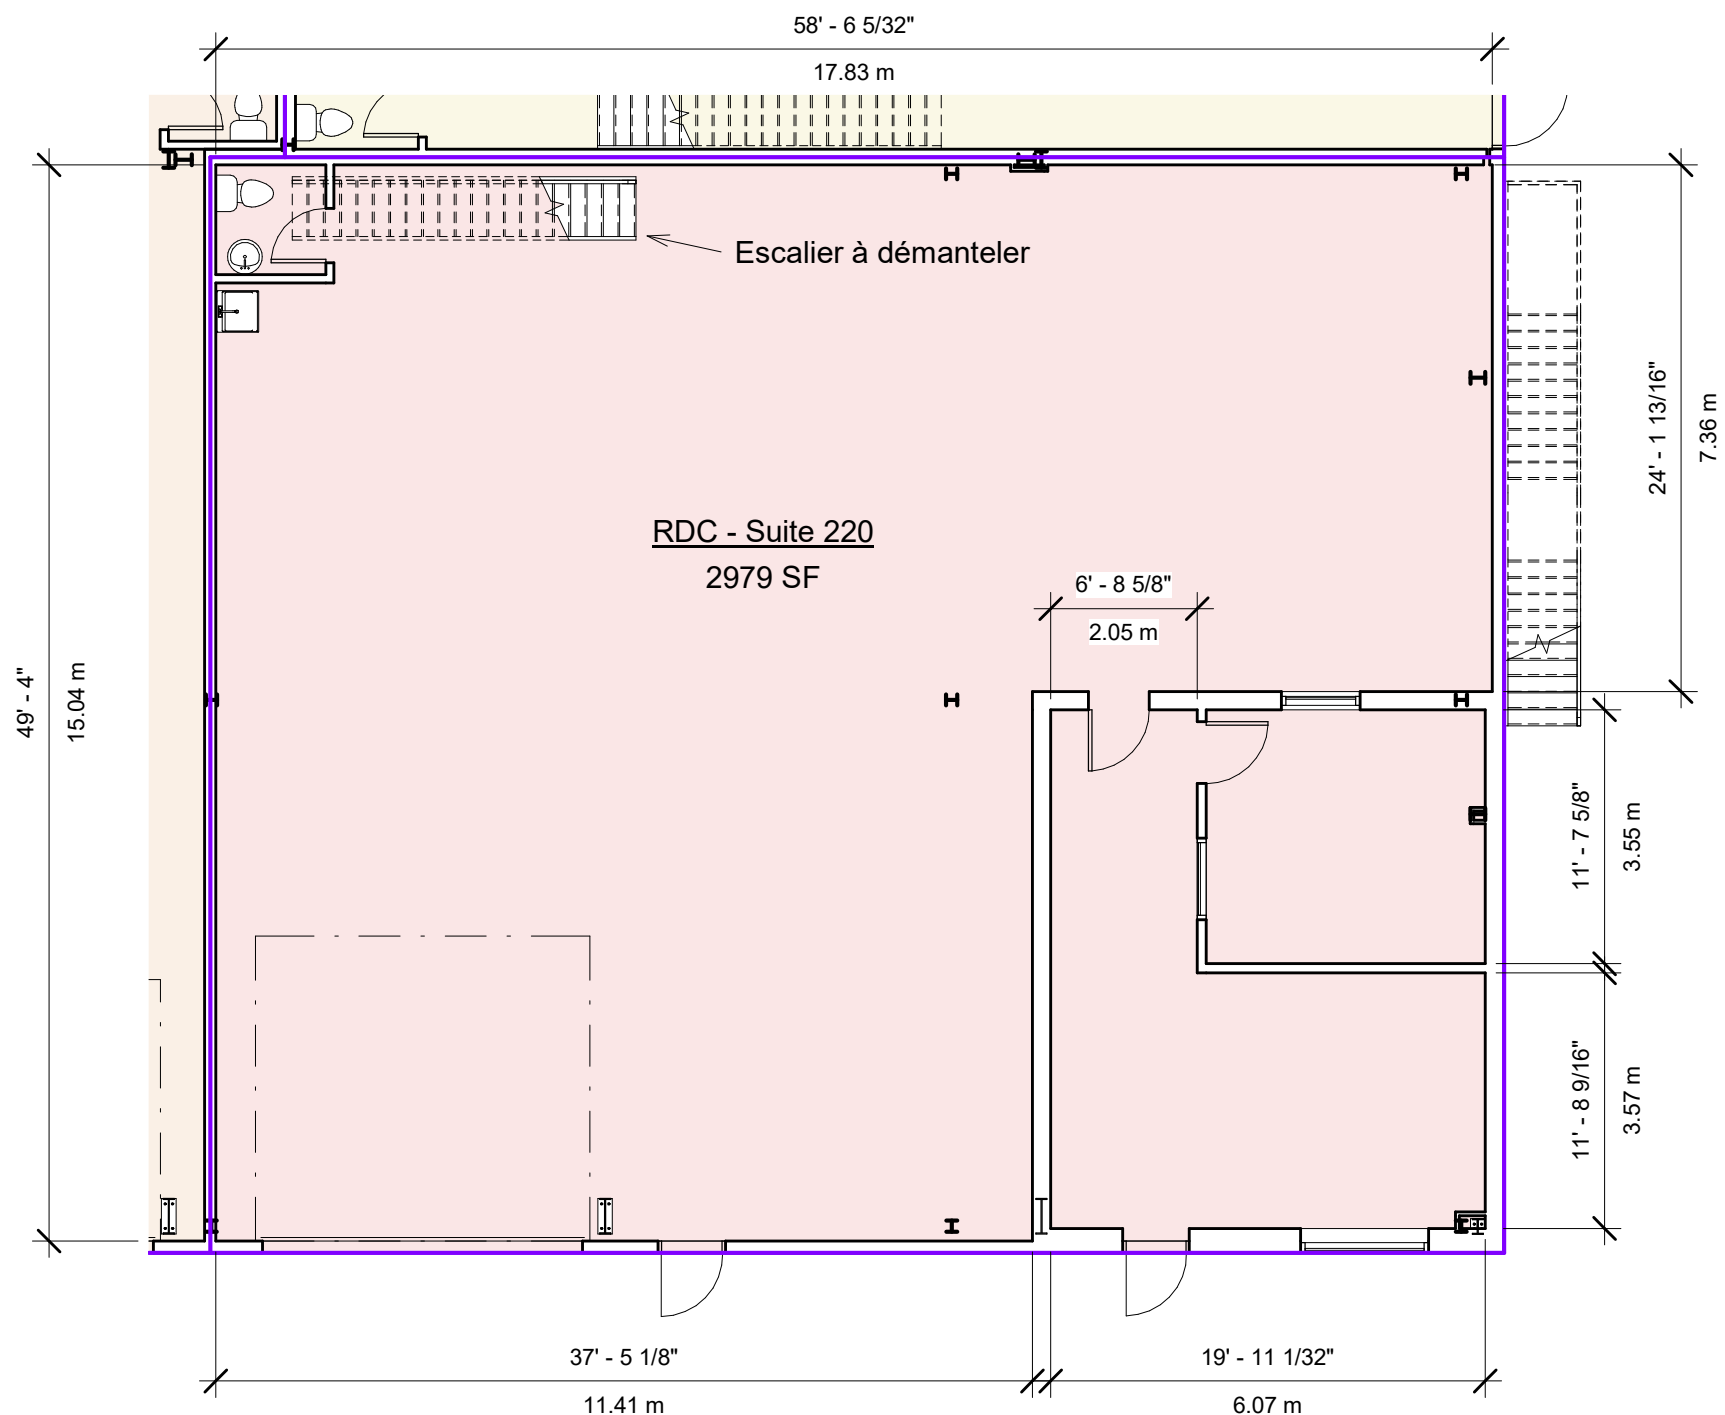 58' - 6 5/32"
17.83 m
Escalier à démanteler
24' - 1 13/16"
7.36 m
RDC - Suite 220
2979 SF
6' - 8 5/8"
2.05 m
49' - 4"
15.04 m
11' - 7 5/8"
3.55 m
11' - 8 9/16"
3.57 m
37' - 5 1/8"
11.41 m
19' - 11 1/32"
6.07 m